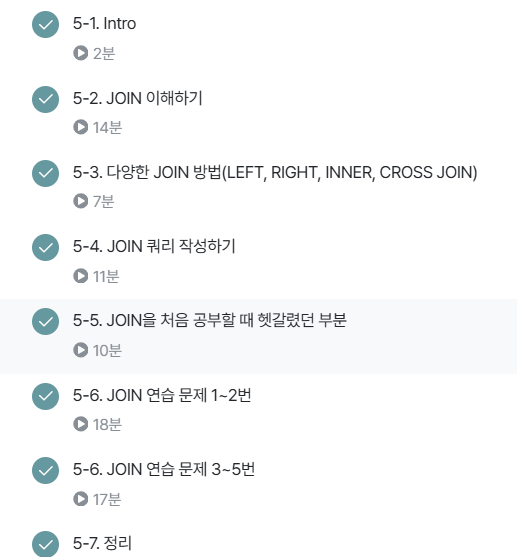 5-1. Intro
2분
5-2. JOIN 이해하기
14분
5-3. 다양한 JOIN 방법(LEFT, RIGHT, INNER, CROSS JOIN)
7분
5-4. JOIN 쿼리 작성하기
11분
5-5. JOIN을 처음 공부할 때 헷갈렸던 부분
10분
5-6. JOIN 연습 문제 1~2번
18분
5-6. JOIN 연습 문제 3~5번
17분
5-7. 정리